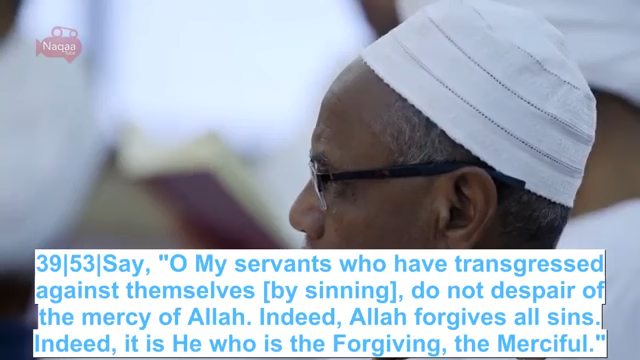 Naqaa
39|53|Say, "O My servants who have transgressed
against themselves [by sinning], do not despair of
the mercy of Allah. Indeed, Allah forgives all sins.
Indeed, it is He who is the Forgiving, the Merciful."